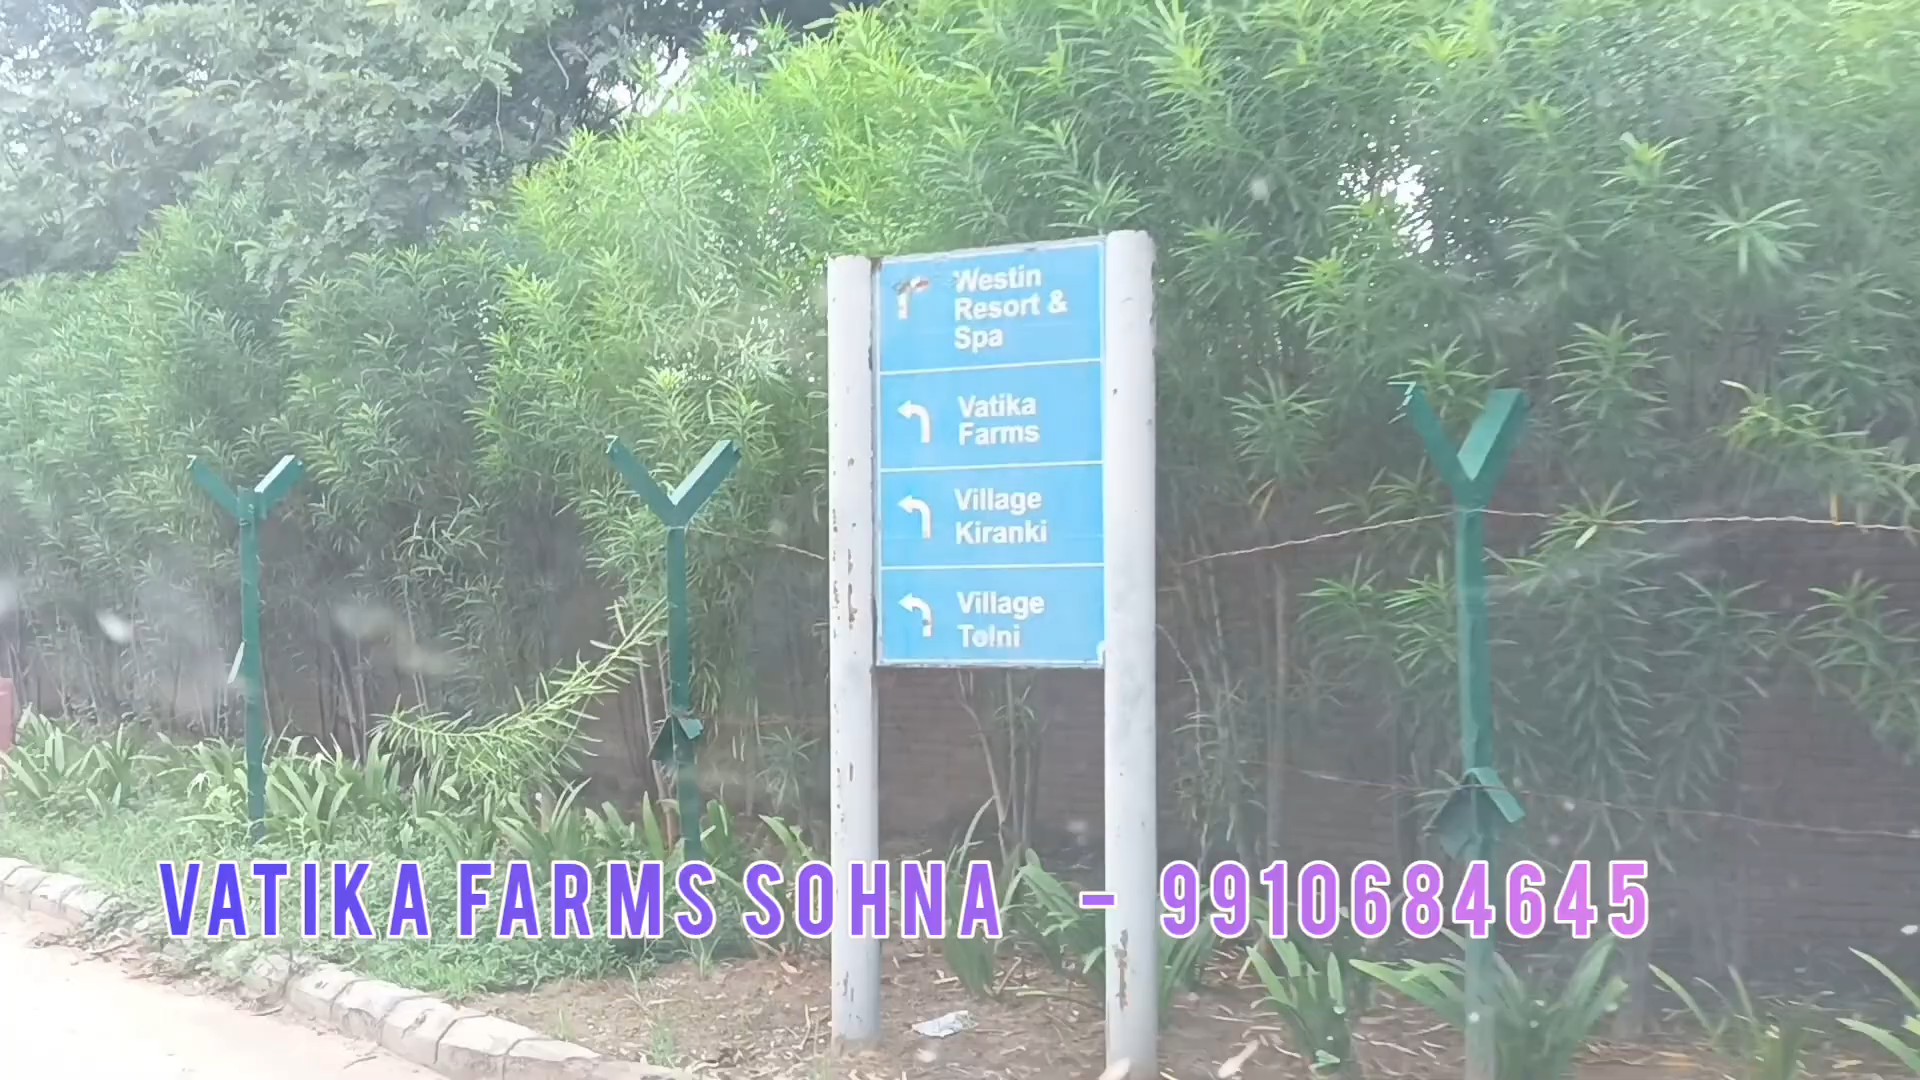 Westin
Resort &
Spa
Vatika
Farms
Village
Kiranki
Village
Tolni
VATIKA FARMS SOHNA - 9910684645